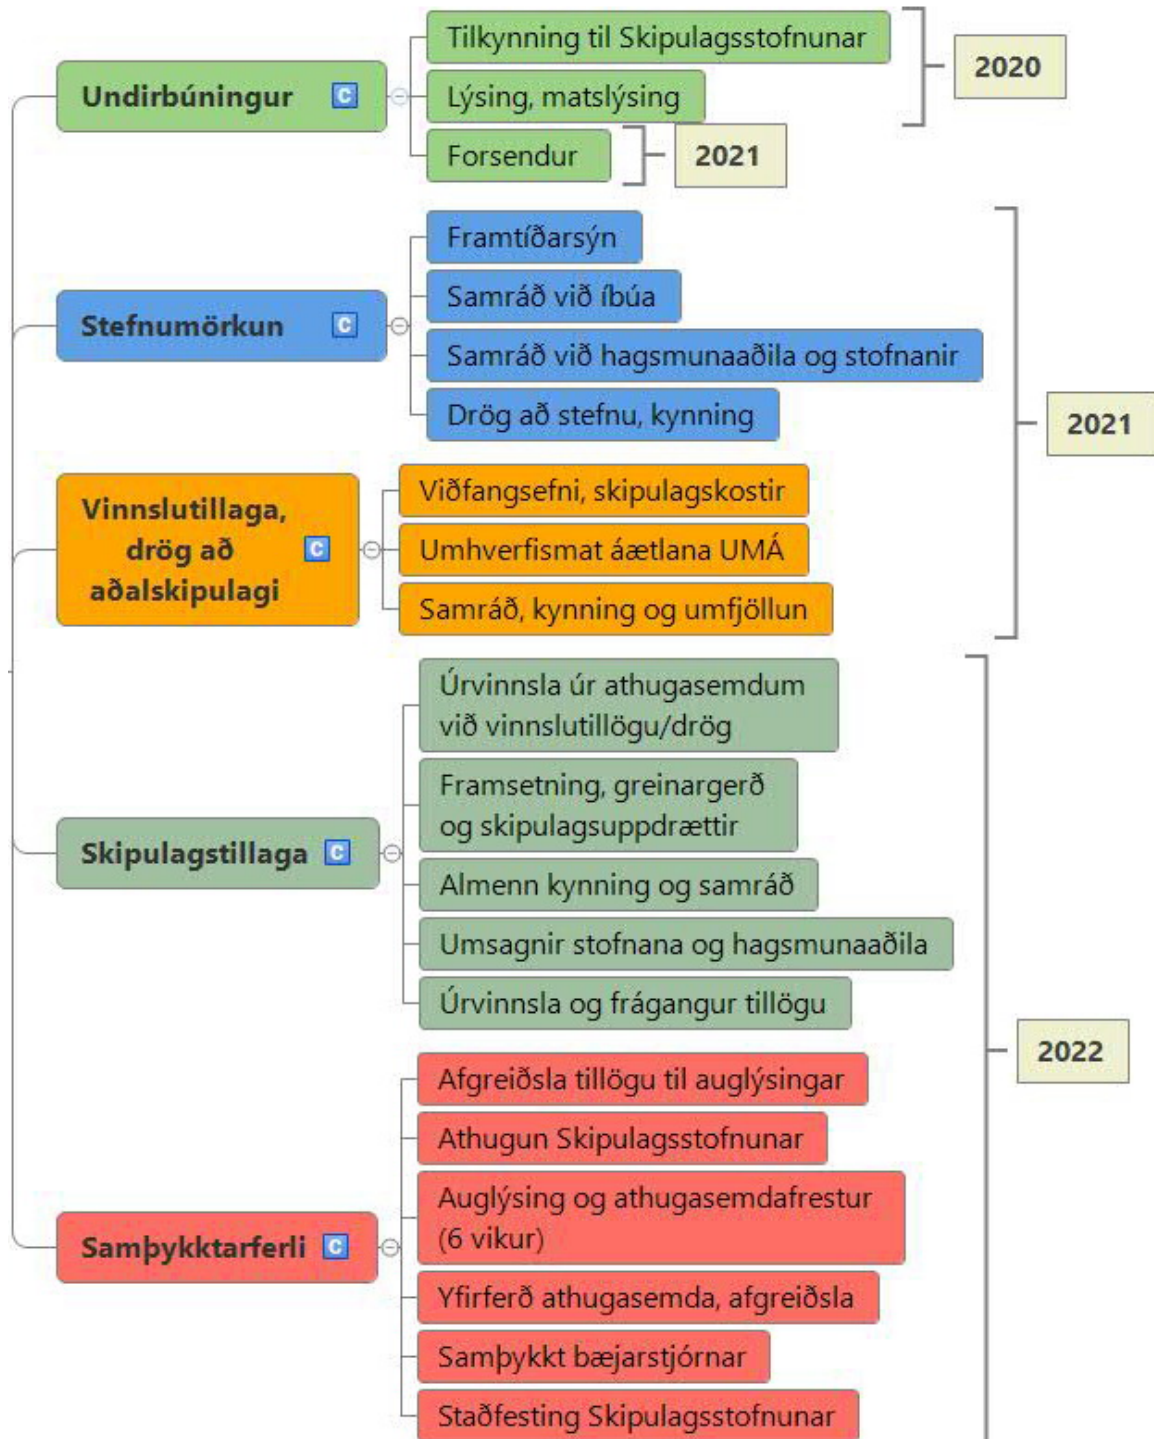 Undirbúningur C
Tilkynning til Skipulagsstofnunar
Lýsing, matslýsing
2020
Forsendur
2021
Stefnumörkun C
Framtíðarsýn
Samráð við íbúa
Samráð við hagsmunaaðila og stofnanir
Drög að stefnu, kynning
Vinnslutillaga,
drög að C
aðalskipulagi
Viðfangsefni, skipulagskostir
Umhverfismat áætlana UMÁ
Samráð, kynning og umfjöllun
2021
Skipulagstillaga C
Úrvinnsla úr athugasemdum
við vinnslutillögu/drög
Framsetning, greinargerð
og skipulagsuppdrættir
Almenn kynning og samráð
Umsagnir stofnana og hagsmunaaðila
Úrvinnsla og frágangur tillögu
Samþykktarferli C
Afgreiðsla tillögu til auglýsingar
Athugun Skipulagsstofnunar
Auglýsing og athugasemdafrestur
(6 vikur)
Yfirferð athugasemda, afgreiðsla
Samþykkt bæjarstjórnar
Staðfesting Skipulagsstofnunar
2022